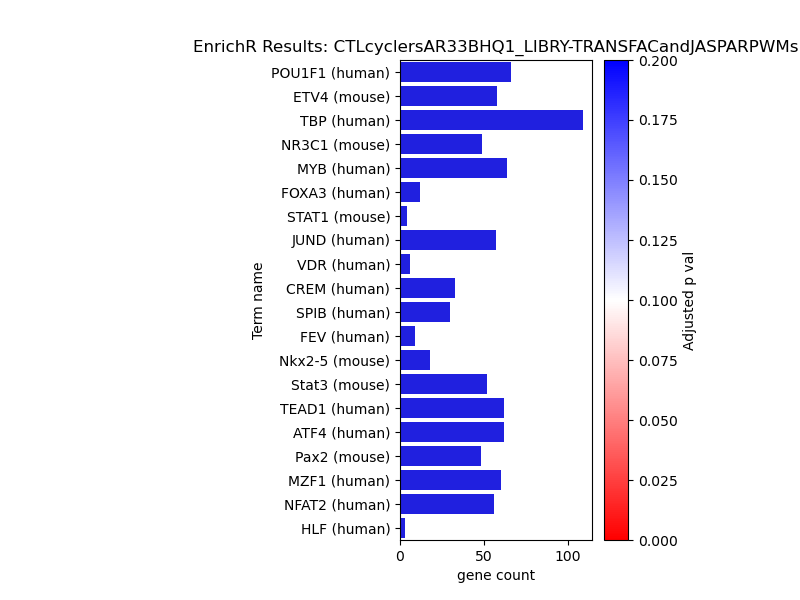 EnrichR Results: CTLcyclersAR33BHQ1_LIBRY-TRANSFACandJASPARPWMs
POU1F1 (human)
ETV4 (mouse)
TBP (human)
NR3C1 (mouse)
MYB (human)
FOXA3 (human)
STAT1 (mouse)
JUND (human)
VDR (human)
CREM (human)
SPIB (human)
FEV (human)
Nkx2-5 (mouse)
Stat3 (mouse)
TEAD1 (human)
ATF4 (human)
Pax2 (mouse)
MZF1 (human)
NFAT2 (human)
HLF (human)
Term name
0
50
100
gene count
0.200
0.175
0.150
0.125
0.100
0.075
0.050
0.025
0.000
Adjusted p val